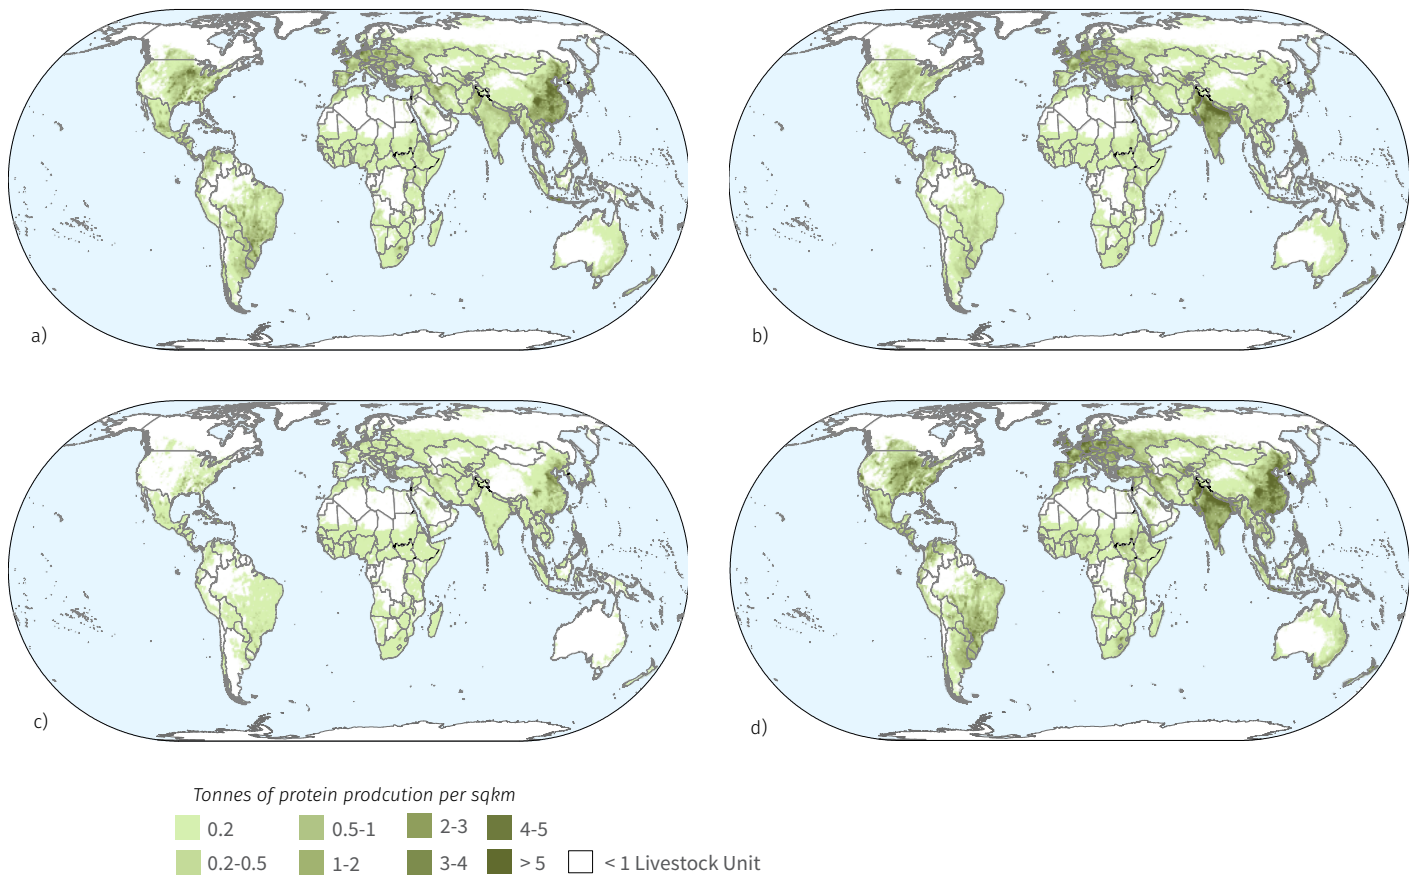 a)
b)
c)
d)
Tonnes of protein prodcution per sqkm
0.2
0.5-1
2-3
4-5
0.2-0.5
1-2
3-4
> 5
< 1 Livestock Unit